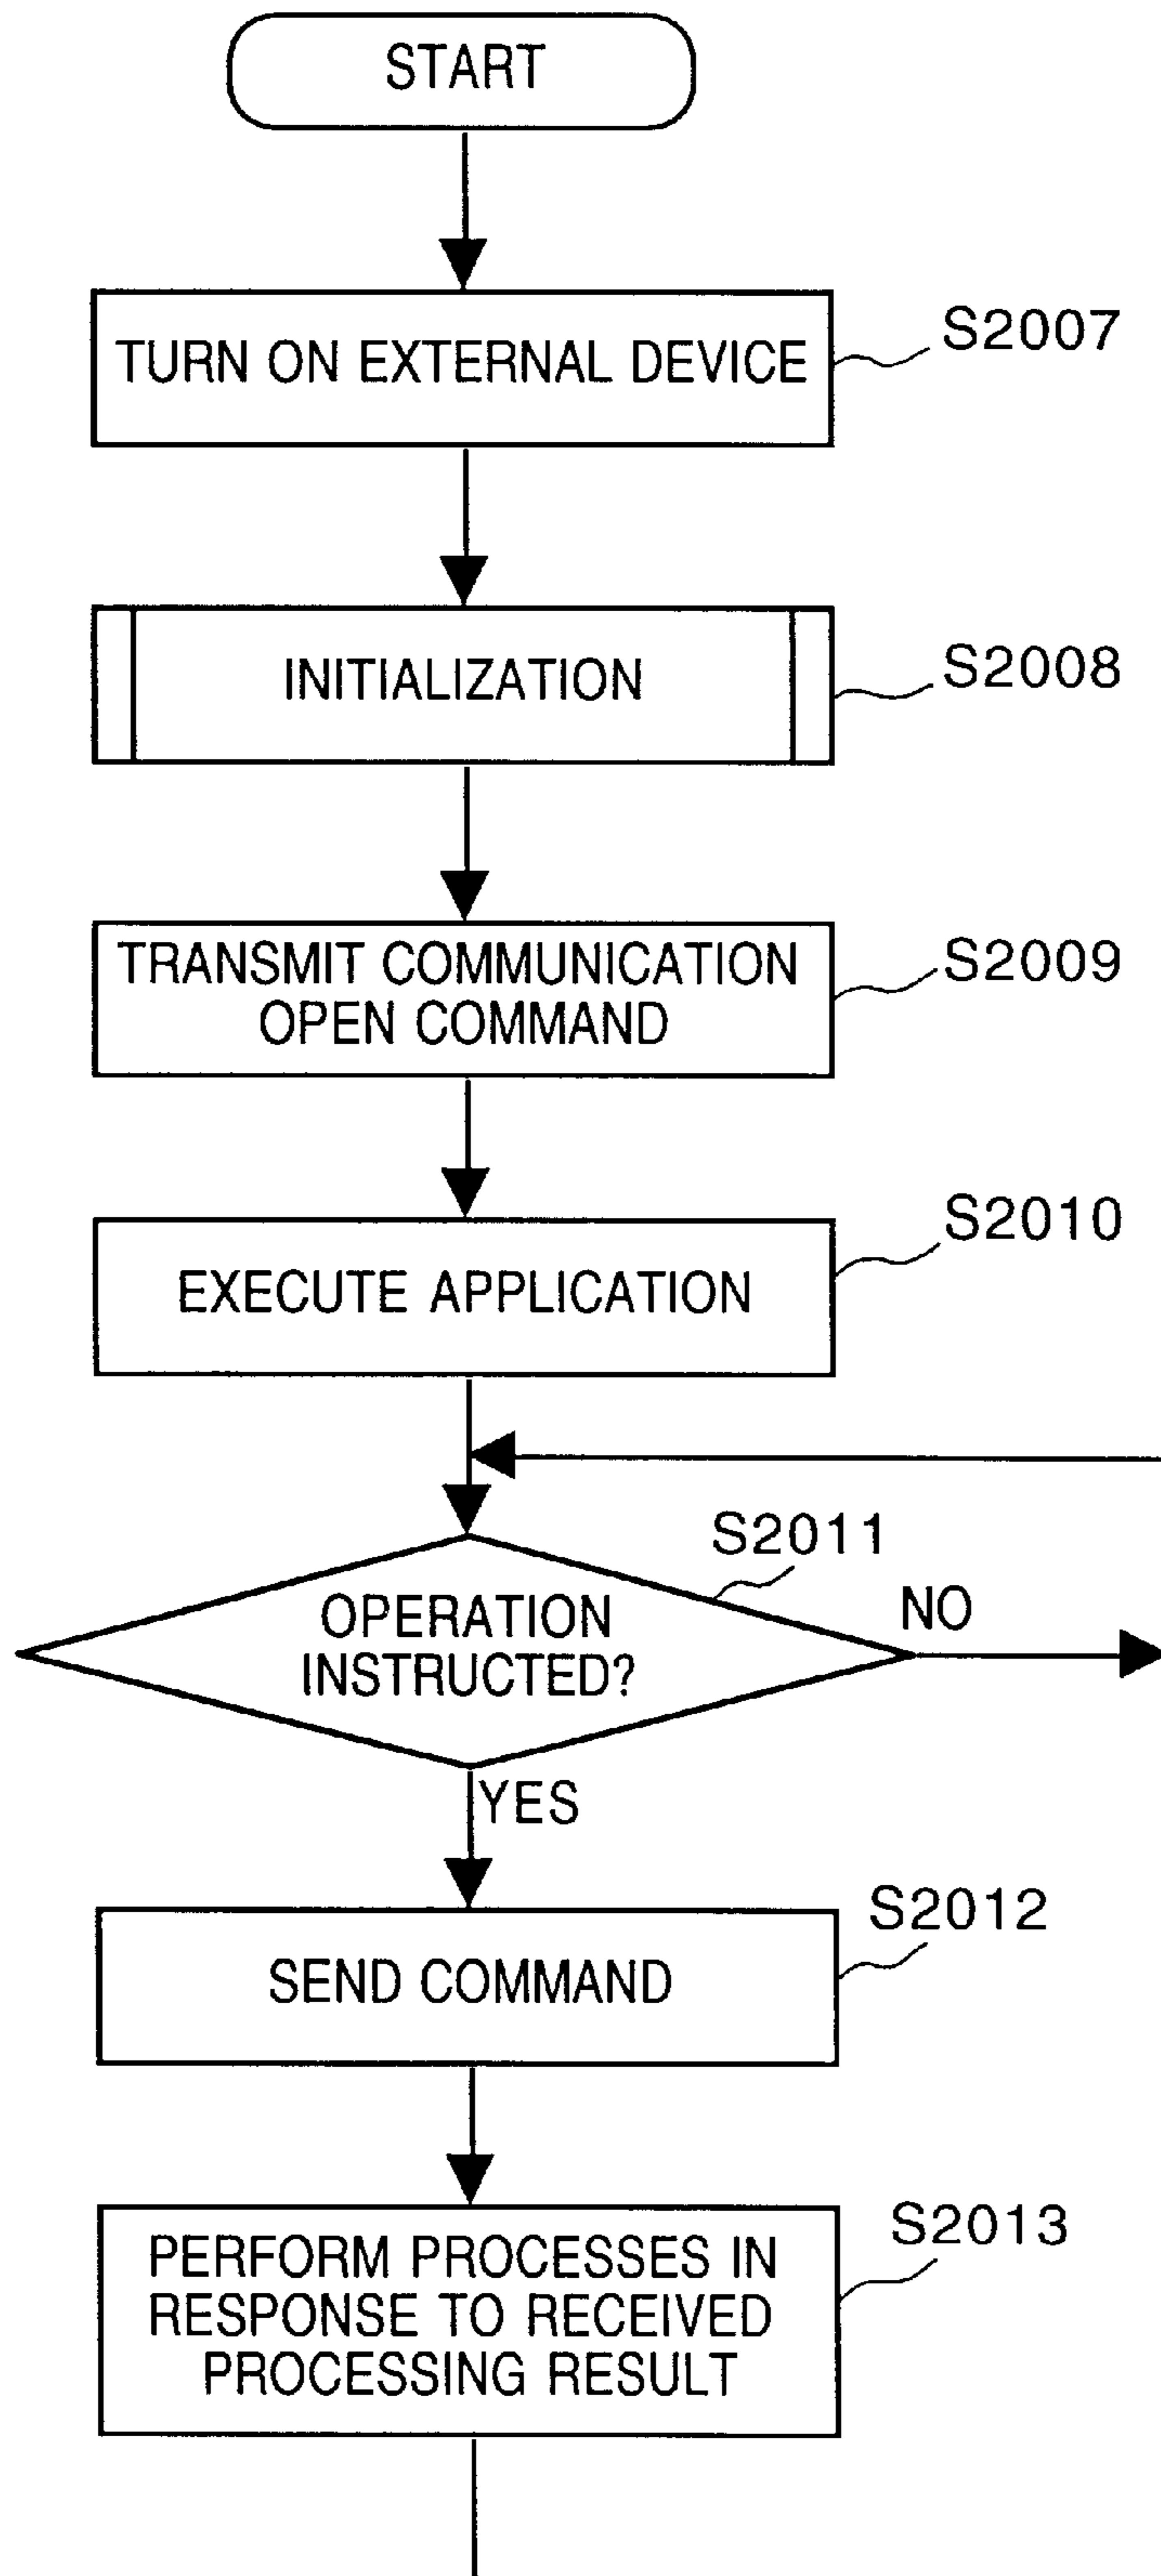 START
TURN ON EXTERNAL DEVICE
S2007
INITIALIZATION
S2008
TRANSMIT COMMUNICATION
OPEN COMMAND
S2009
EXECUTE APPLICATION
S2010
S2011
OPERATION
INSTRUCTED?
NO
YES
SEND COMMAND
S2012
PERFORM PROCESSES IN
RESPONSE TO RECEIVED
PROCESSING RESULT
S2013